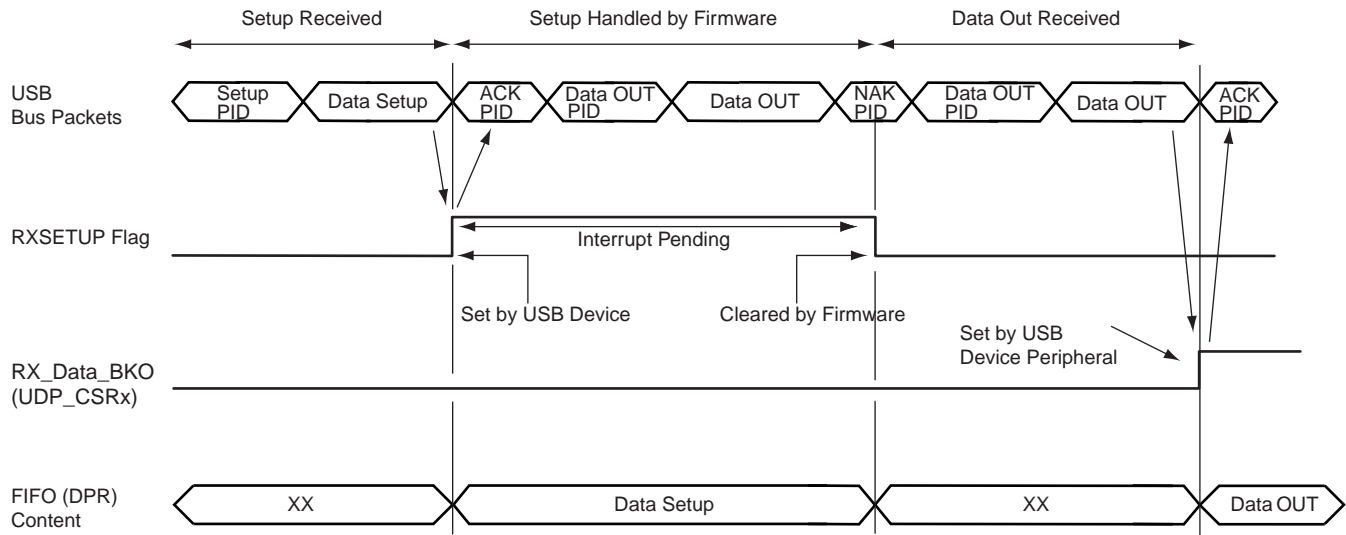 Setup Received
Setup Handled by Firmware
Data Out Received
USB
Bus Packets
Setup
PID
Data Setup
ACK
PID
Data OUT
PID
Data OUT
NAK
PID
Data OUT
PID
Data OUT
ACK
PID
RXSETUP Flag
Interrupt Pending
Set by USB Device
Cleared by Firmware
Set by USB
Device Peripheral
RX_Data_BKO
(UDP_CSRx)
FIFO (DPR)
Content
XX
Data Setup
XX
Data OUT